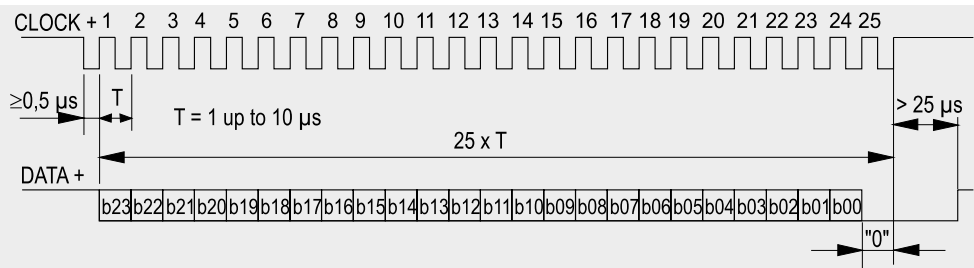 CLOCK + 1 2 3 4 5 6 7 8 9 10 11 12 13 14 15 16 17 18 19 20 21 22 23 24 25
≥0,5 µs T > 25 µs
T = 1 up to 10 µs
25 x T
DATA +
b23 b22 b21 b20 b19 b18 b17 b16 b15 b14 b13 b12 b11 b10 b09 b08 b07 b06 b05 b04 b03 b02 b01 b00
"0"